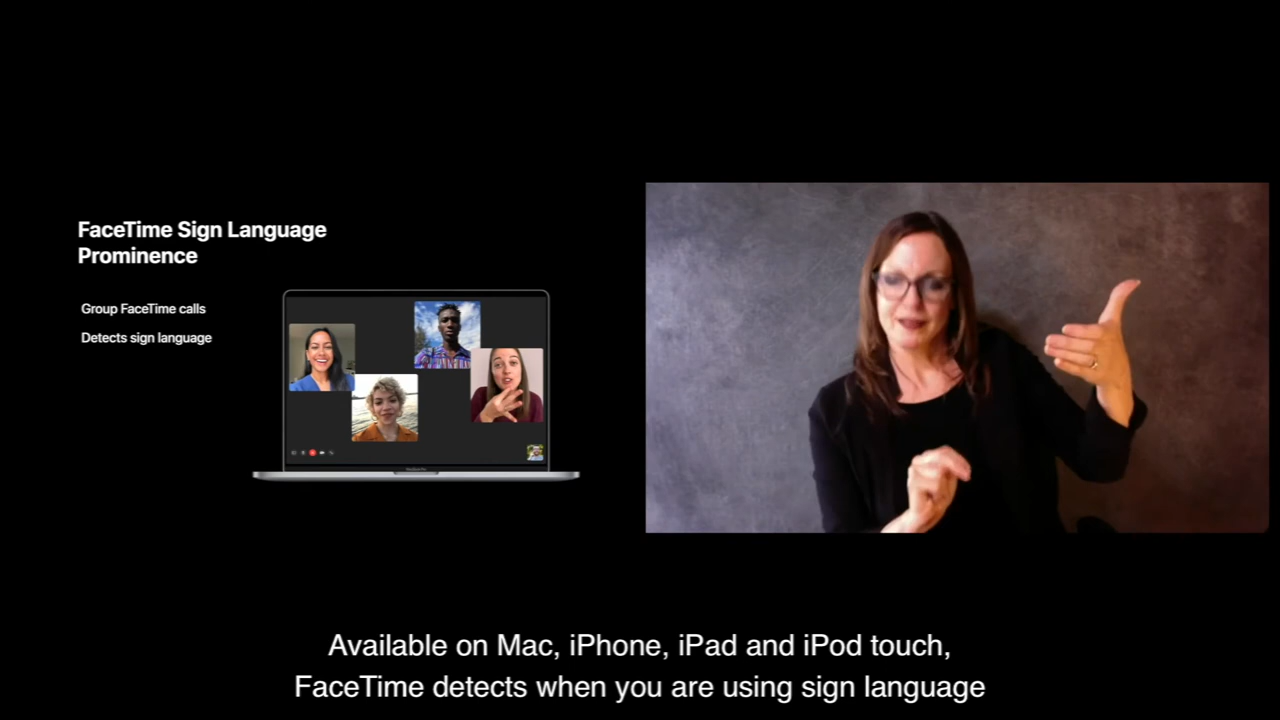 FaceTime Sign Language
Prominence
Group FaceTime calls
Detects sign language
Available on Mac, iPhone, iPad and iPod touch,
FaceTime detects when you are using sign language